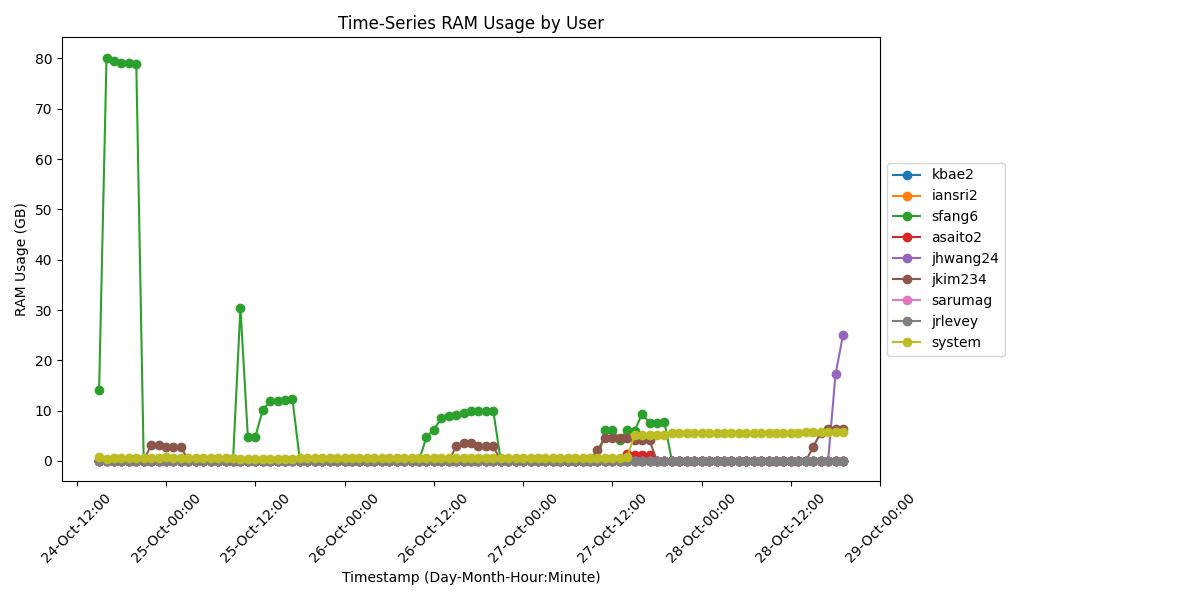 Time-Series RAM Usage by User
RAM Usage (GB)
80
70
60
50
40
30
20
10
0
24-Oct-12:00
25-Oct-00:00
25-Oct-12:00
26-Oct-00:00
26-Oct-12:00
27-Oct-00:00
27-Oct-12:00
28-Oct-00:00
28-Oct-12:00
29-Oct-00:00
Timestamp (Day-Month-Hour:Minute)
kbae2
iansri2
sfang6
asaito2
jhwang24
jkim234
sarumag
jrlevey
system